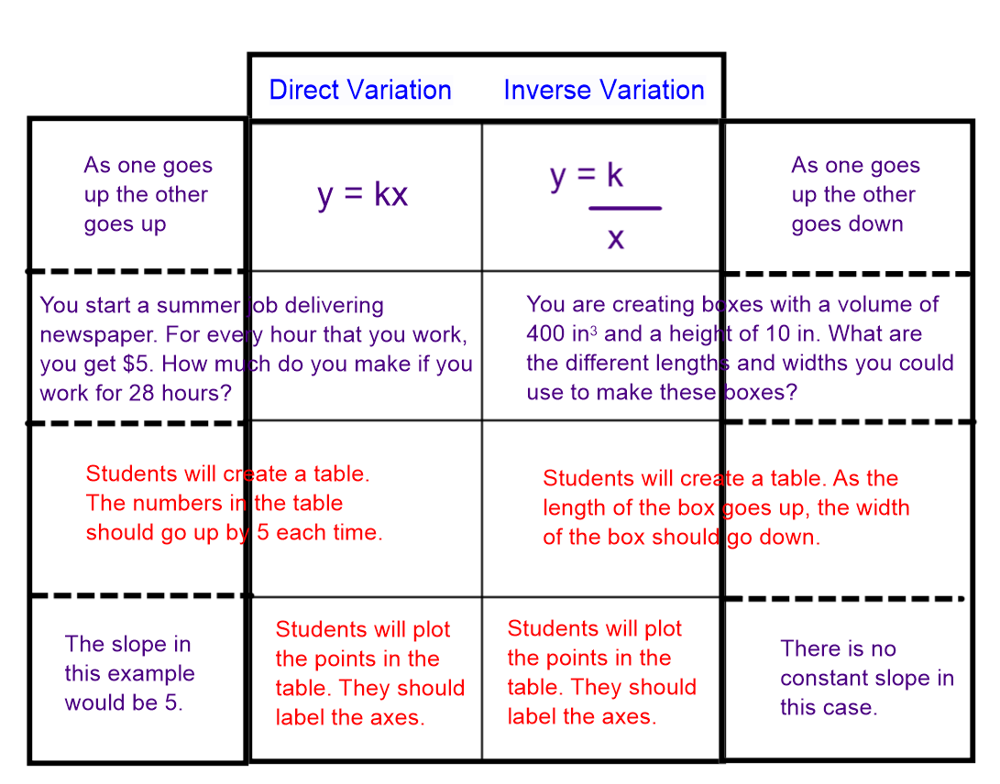 Direct Variation
Inverse Variation
As one goes
up the other
goes up
y = kx
y = k
x
As one goes
up the other
goes down
You start a summer job delivering
newspaper. For every hour that you work,
you get $5. How much do you make if you
work for 28 hours?
You are creating boxes with a volume of
400 in³ and a height of 10 in. What are
the different lengths and widths you could
use to make these boxes?
Students will create a table.
The numbers in the table
should go up by 5 each time.
Students will create a table. As the
length of the box goes up, the width
of the box should go down.
The slope in
this example
would be 5.
Students will plot
the points in the
table. They should
label the axes.
Students will plot
the points in the
table. They should
label the axes.
There is no
constant slope in
this case.